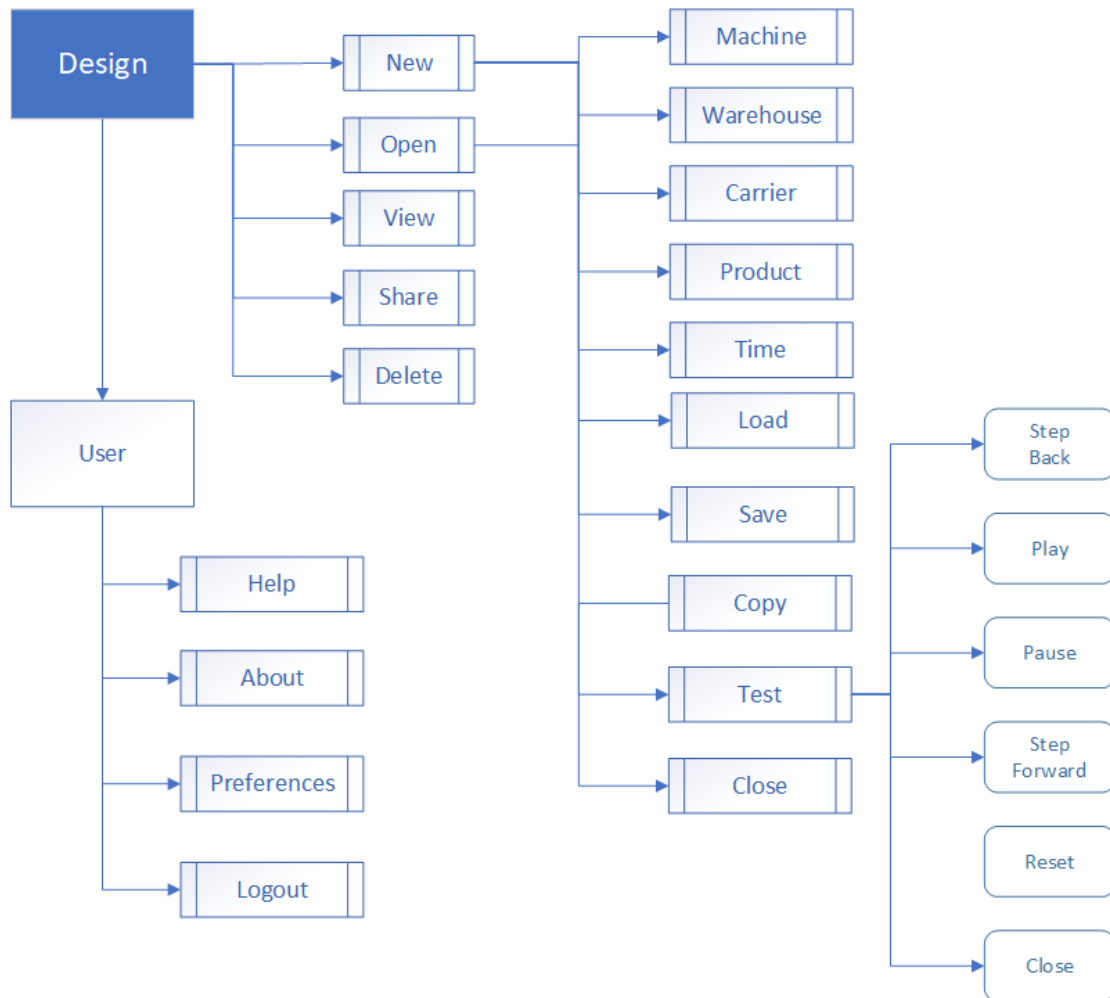 Design
New
Open
View
Share
Delete
User
Help
About
Preferences
Logout
Machine
Warehouse
Carrier
Product
Time
Load
Save
Copy
Test
Close
Step
Back
Play
Pause
Step
Forward
Reset
Close